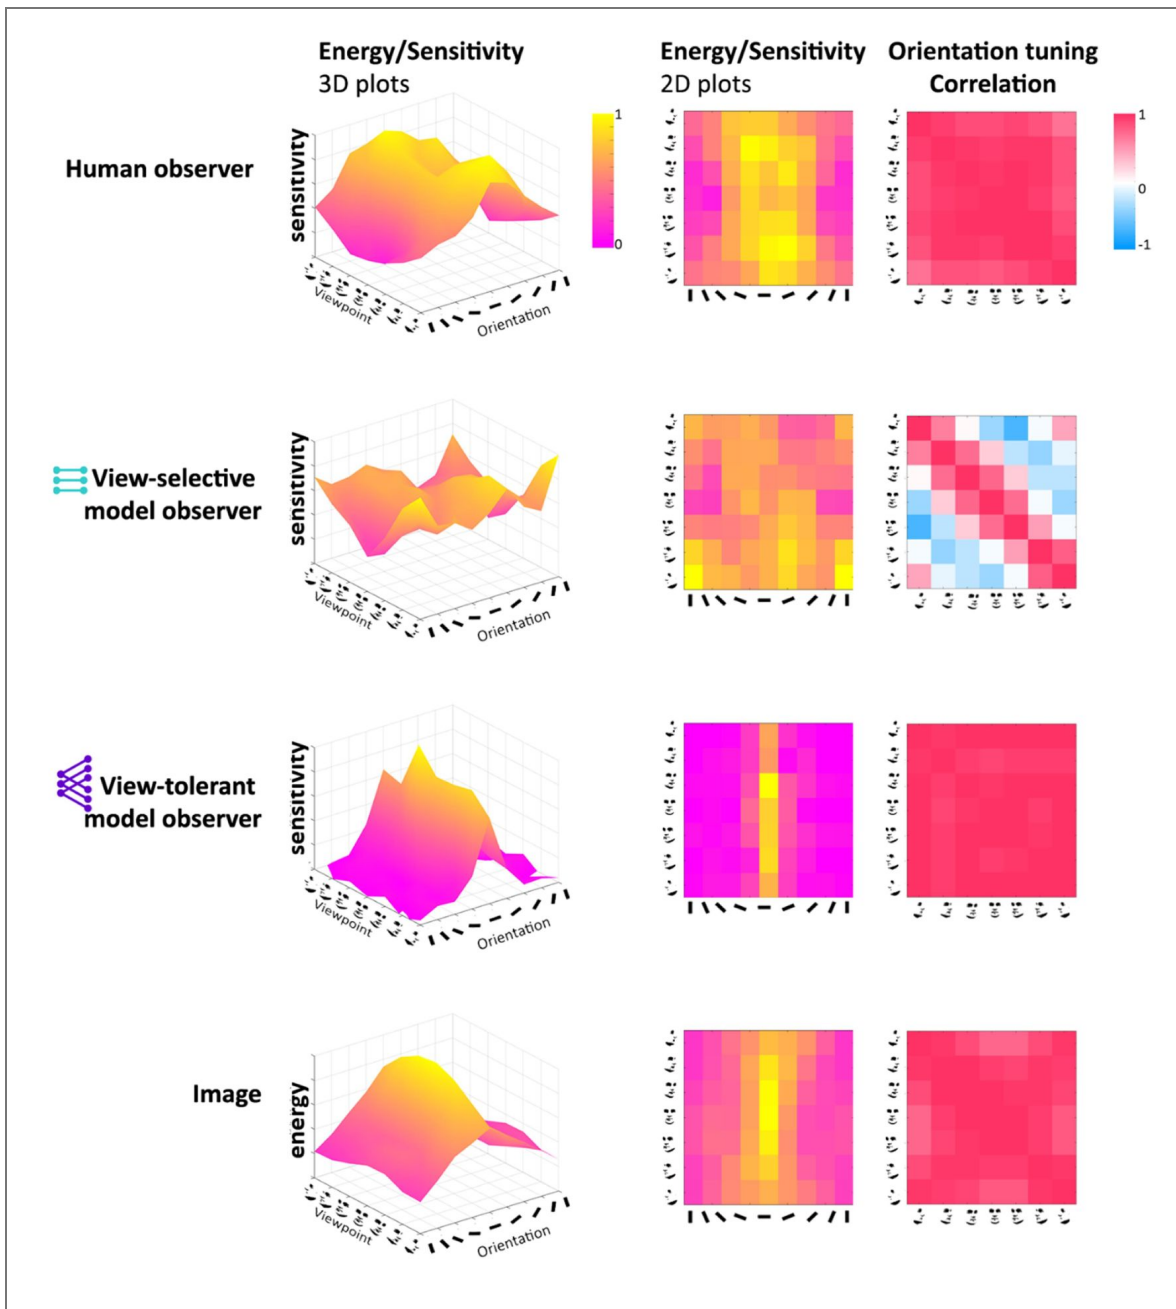 Energy/Sensitivity
3D plots
Energy/Sensitivity
2D plots
Orientation tuning
Correlation
Human observer
sensitivity
Viewpoint
Orientation
1
0
1
0
-1
View-selective
model observer
sensitivity
Viewpoint
Orientation
View-tolerant
model observer
sensitivity
Viewpoint
Orientation
Image
energy
Viewpoint
Orientation